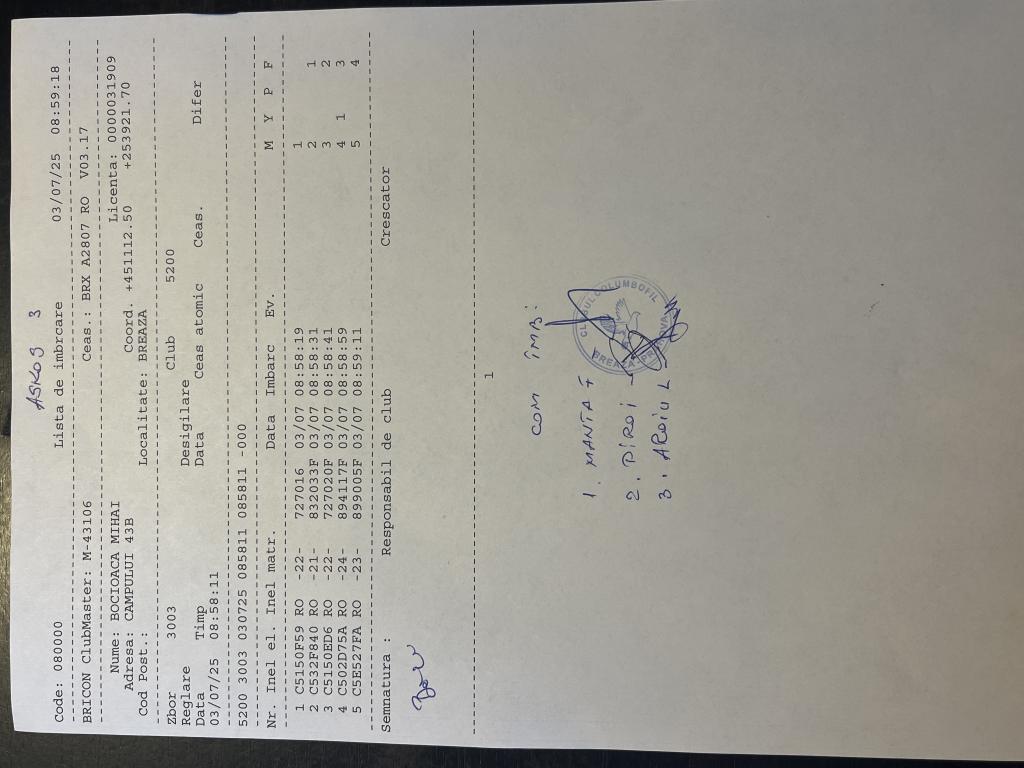 ASKO G 3
Code: 080000 Lista de imbrcare 03/07/25 08:59:18
BRICON ClubMaster: M-43106 Ceas.: BRX A2807 RO V03.17
Nume: BOCIOACA MIHAI Licenta: 0000031909
Adresa: CAMPULUI 43B Coord. +451112.50 +253921.70
Cod Post.: Localitate: BREAZA
Zbor 3003 Club 5200
Reglare Desigilare
Data Timp Data Ceas atomic Ceas. Difer
03/07/25 08:58:11
5200 3003 030725 085811 085811 -000
Nr. Inel el. Inel matr. Data Imbarc Ev. M Y P F
1 C5150F59 RO -22- 727016 03/07 08:58:19 1
2 C532F840 RO -21- 832033F 03/07 08:58:31 2 1
3 C5150ED6 RO -22- 727020F 03/07 08:58:41 3 2
4 C502D75A RO -24- 894117F 03/07 08:58:59 4 1 3
5 C5E527FA RO -23- 899005F 03/07 08:59:11 5 4
Semnatura : Responsabil de club Crescator
1
COM îMB:
1. MANTA F
2. PIROI
3. ARDIUL
CLUBUL COLUMBOFIL
BREAZA PRAHOVA